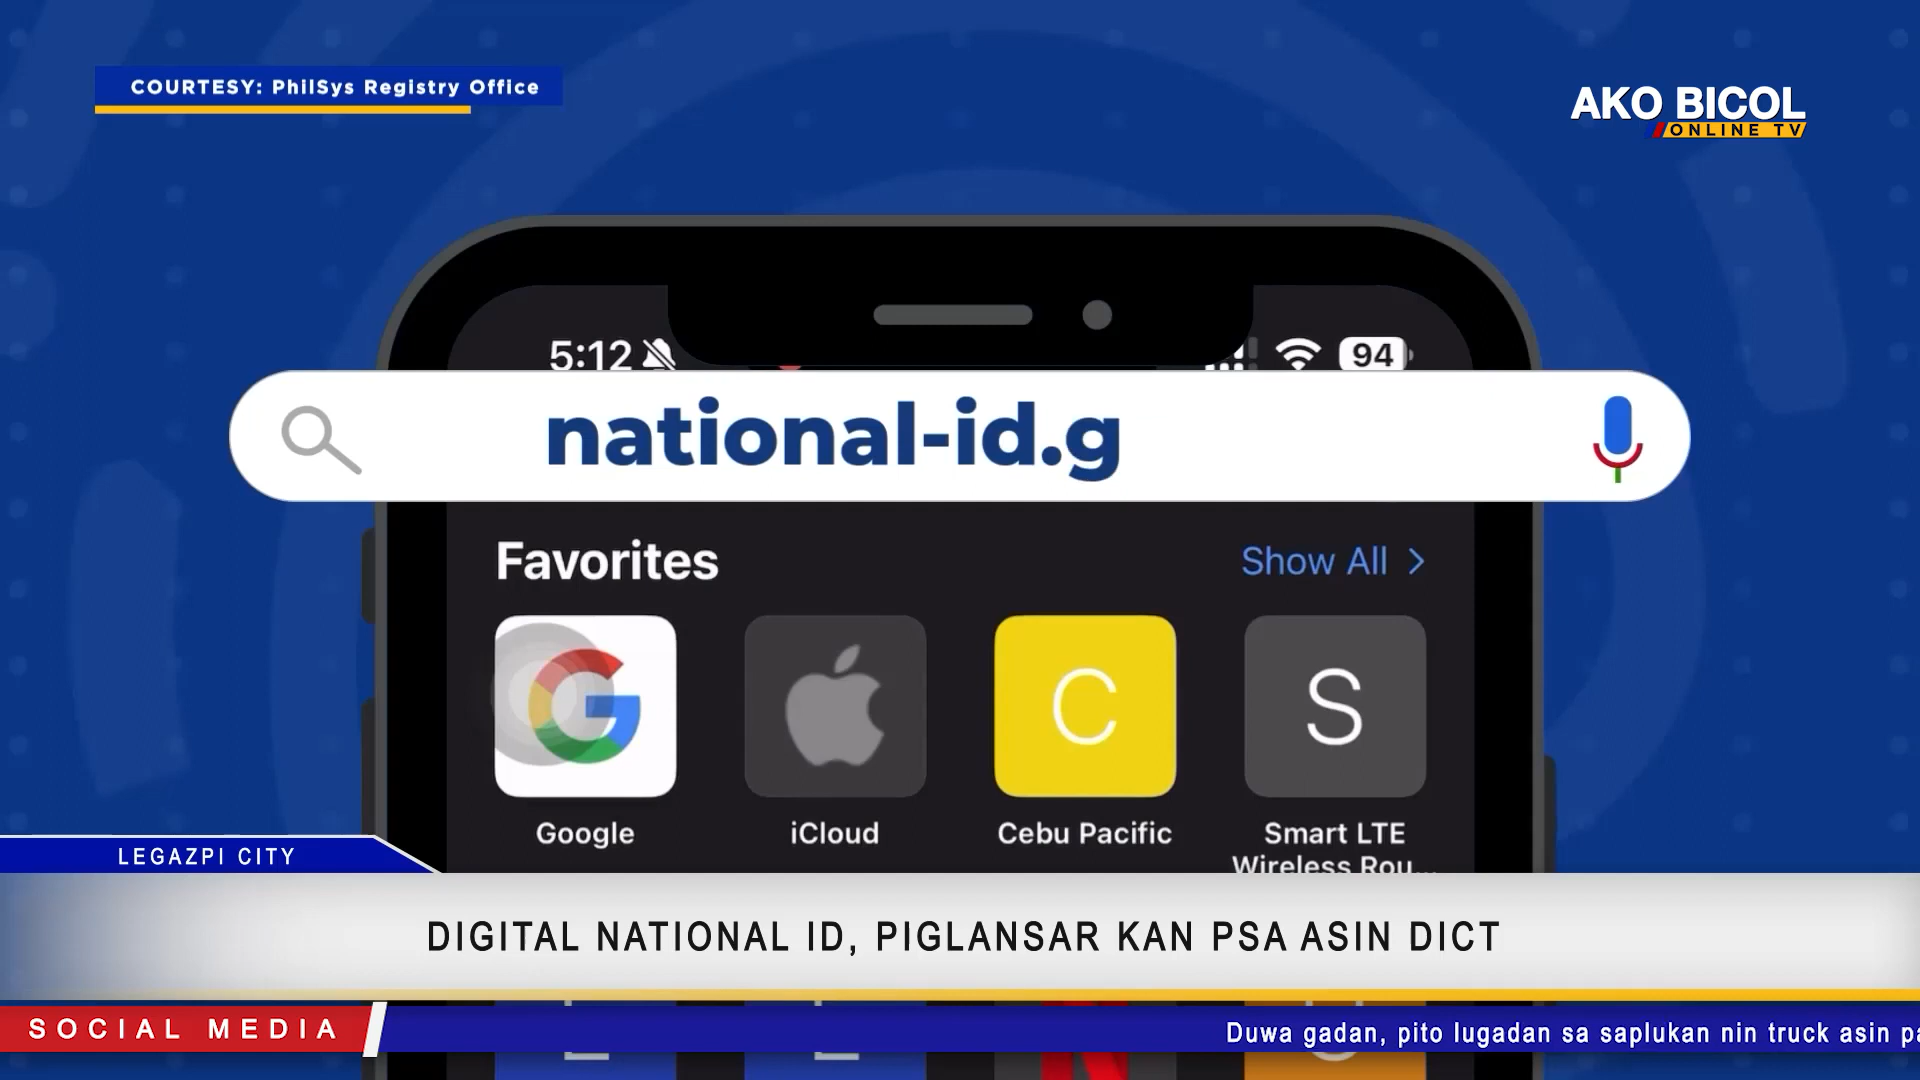 COURTESY: PhilSys Registry Office
AKO BICOL
ONLINE TV
5:12
94
national-id.g
Favorites
Show All
G
C
S
Google
iCloud
Cebu Pacific
Smart LTE
Wireless Rou...
LEGAZPI CITY
DIGITAL NATIONAL ID, PIGLANSAR KAN PSA ASIN DICT
SOCIAL MEDIA
Duwa gadan, pito lugadan sa saplukan nin truck asin